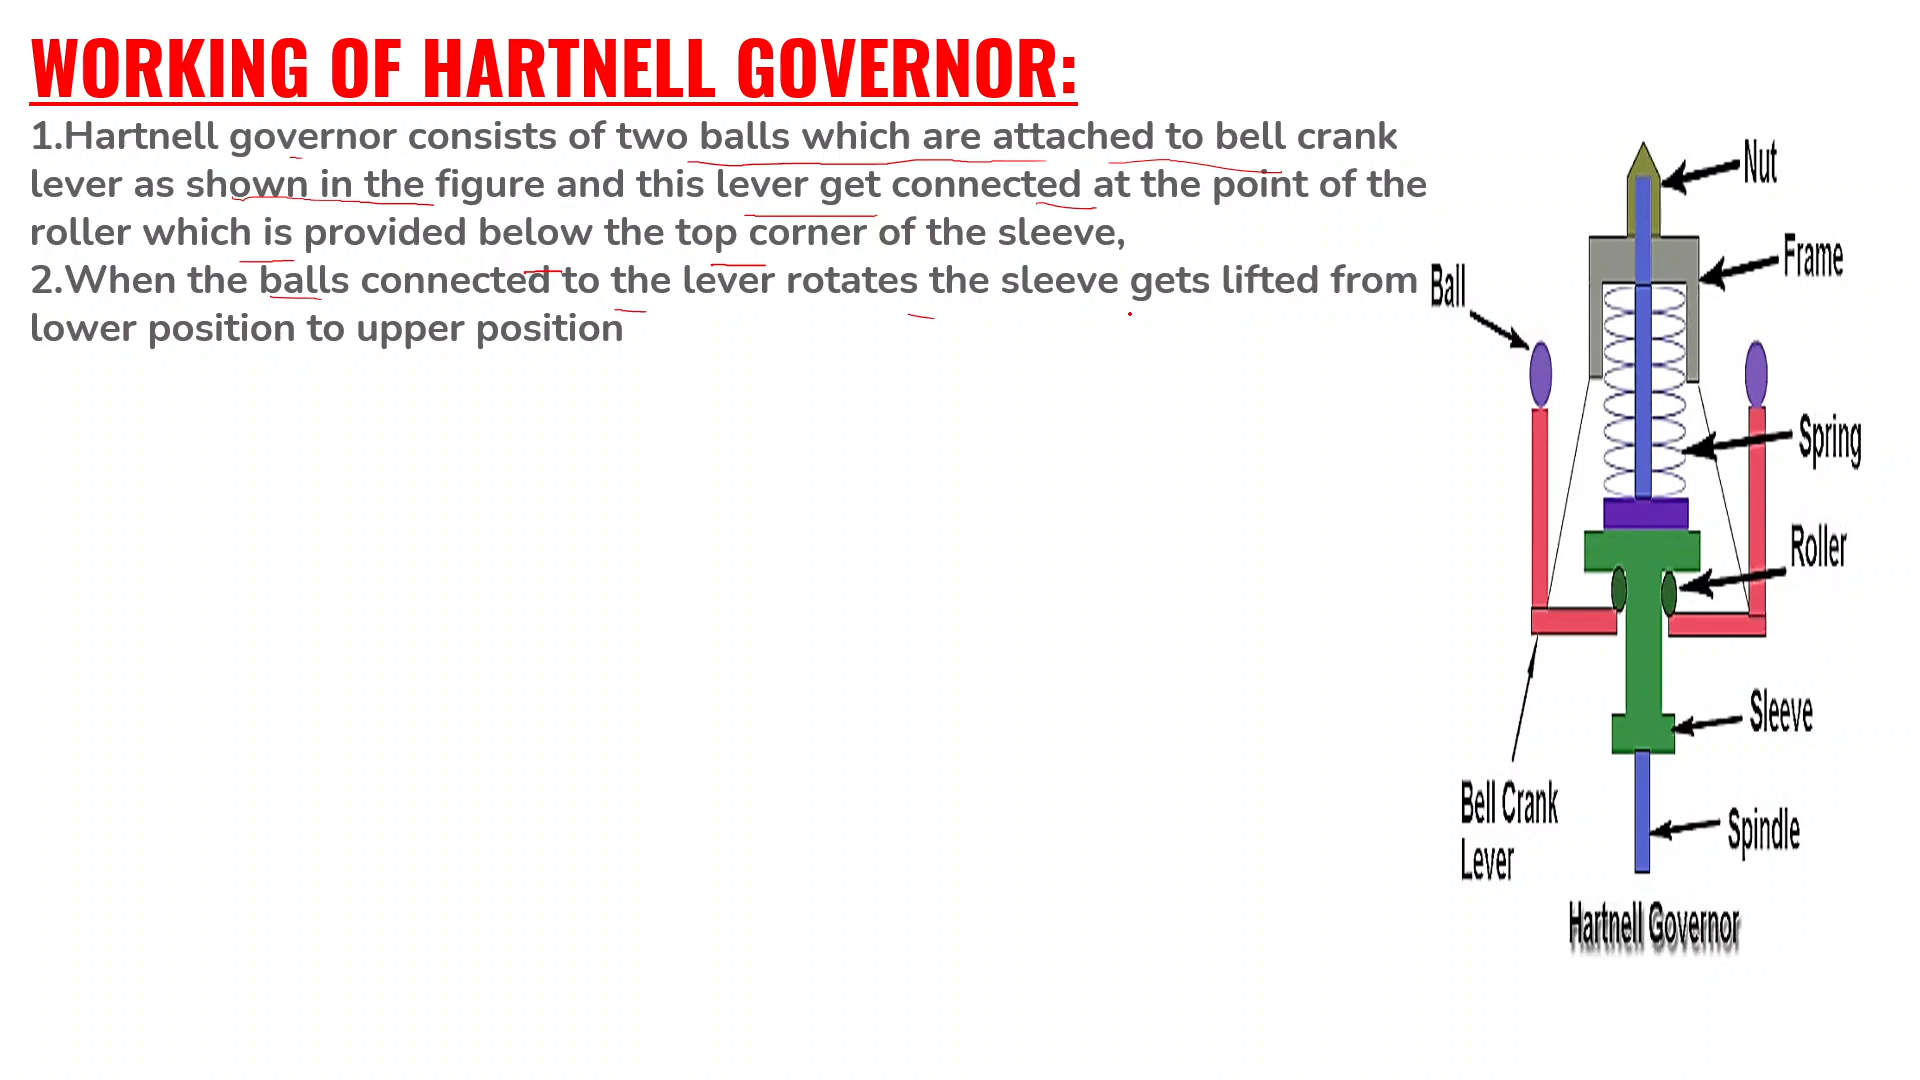 WORKING OF HARTNELL GOVERNOR:
1.Hartnell governor consists of two balls which are attached to bell crank
lever as shown in the figure and this lever get connected at the point of the
roller which is provided below the top corner of the sleeve,
2.When the balls connected to the lever rotates the sleeve gets lifted from
lower position to upper position
Nut
Frame
Ball
Spring
Roller
Sleeve
Bell Crank
Lever
Spindle
Hartnell Governor